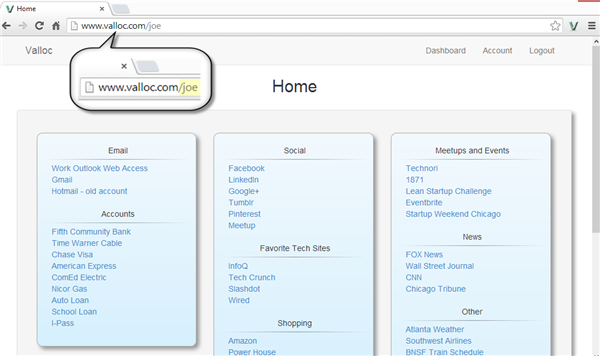 Home
www.valloc.com/joe
Valloc
Dashboard Account Logout
www.valloc.com/joe
Home
Email
Work Outlook Web Access
Gmail
Hotmail - old account
Accounts
Fifth Community Bank
Time Warner Cable
Chase Visa
American Express
ComEd Electric
Nicor Gas
Auto Loan
School Loan
I-Pass
Social
Facebook
LinkedIn
Google+
Tumblr
Pinterest
Meetup
Favorite Tech Sites
InfoQ
Tech Crunch
Slashdot
Wired
Shopping
Amazon
Power House
Meetups and Events
Technori
1871
Lean Startup Challenge
Eventbrite
Startup Weekend Chicago
News
FOX News
Wall Street Journal
CNN
Chicago Tribune
Other
Atlanta Weather
Southwest Airlines
BNSF Train Schedule